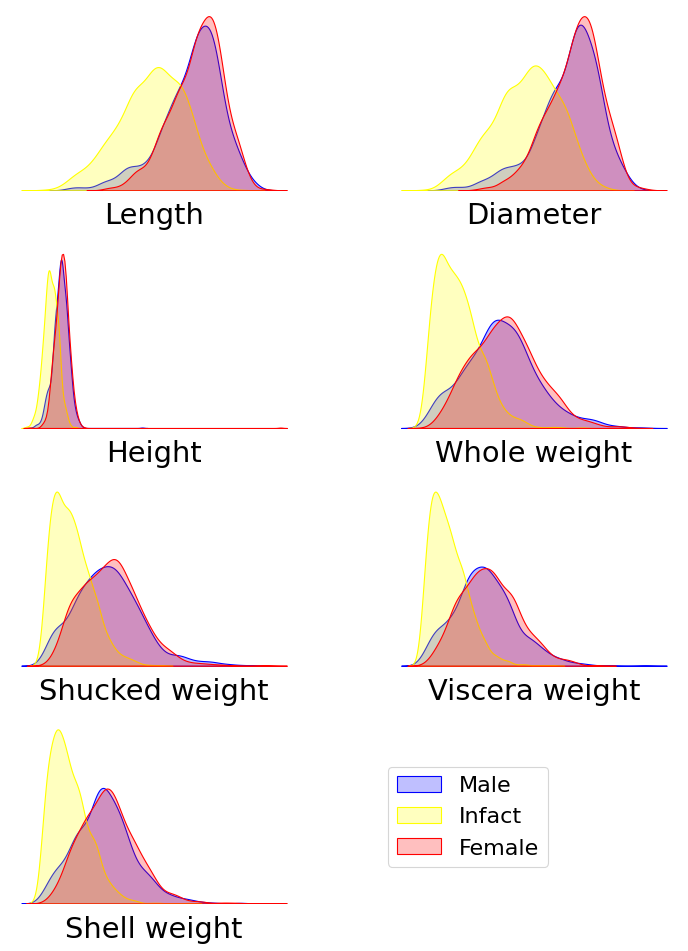 Length
Diameter
Height
Whole weight
Shucked weight
Viscera weight
Shell weight
Male
Infact
Female